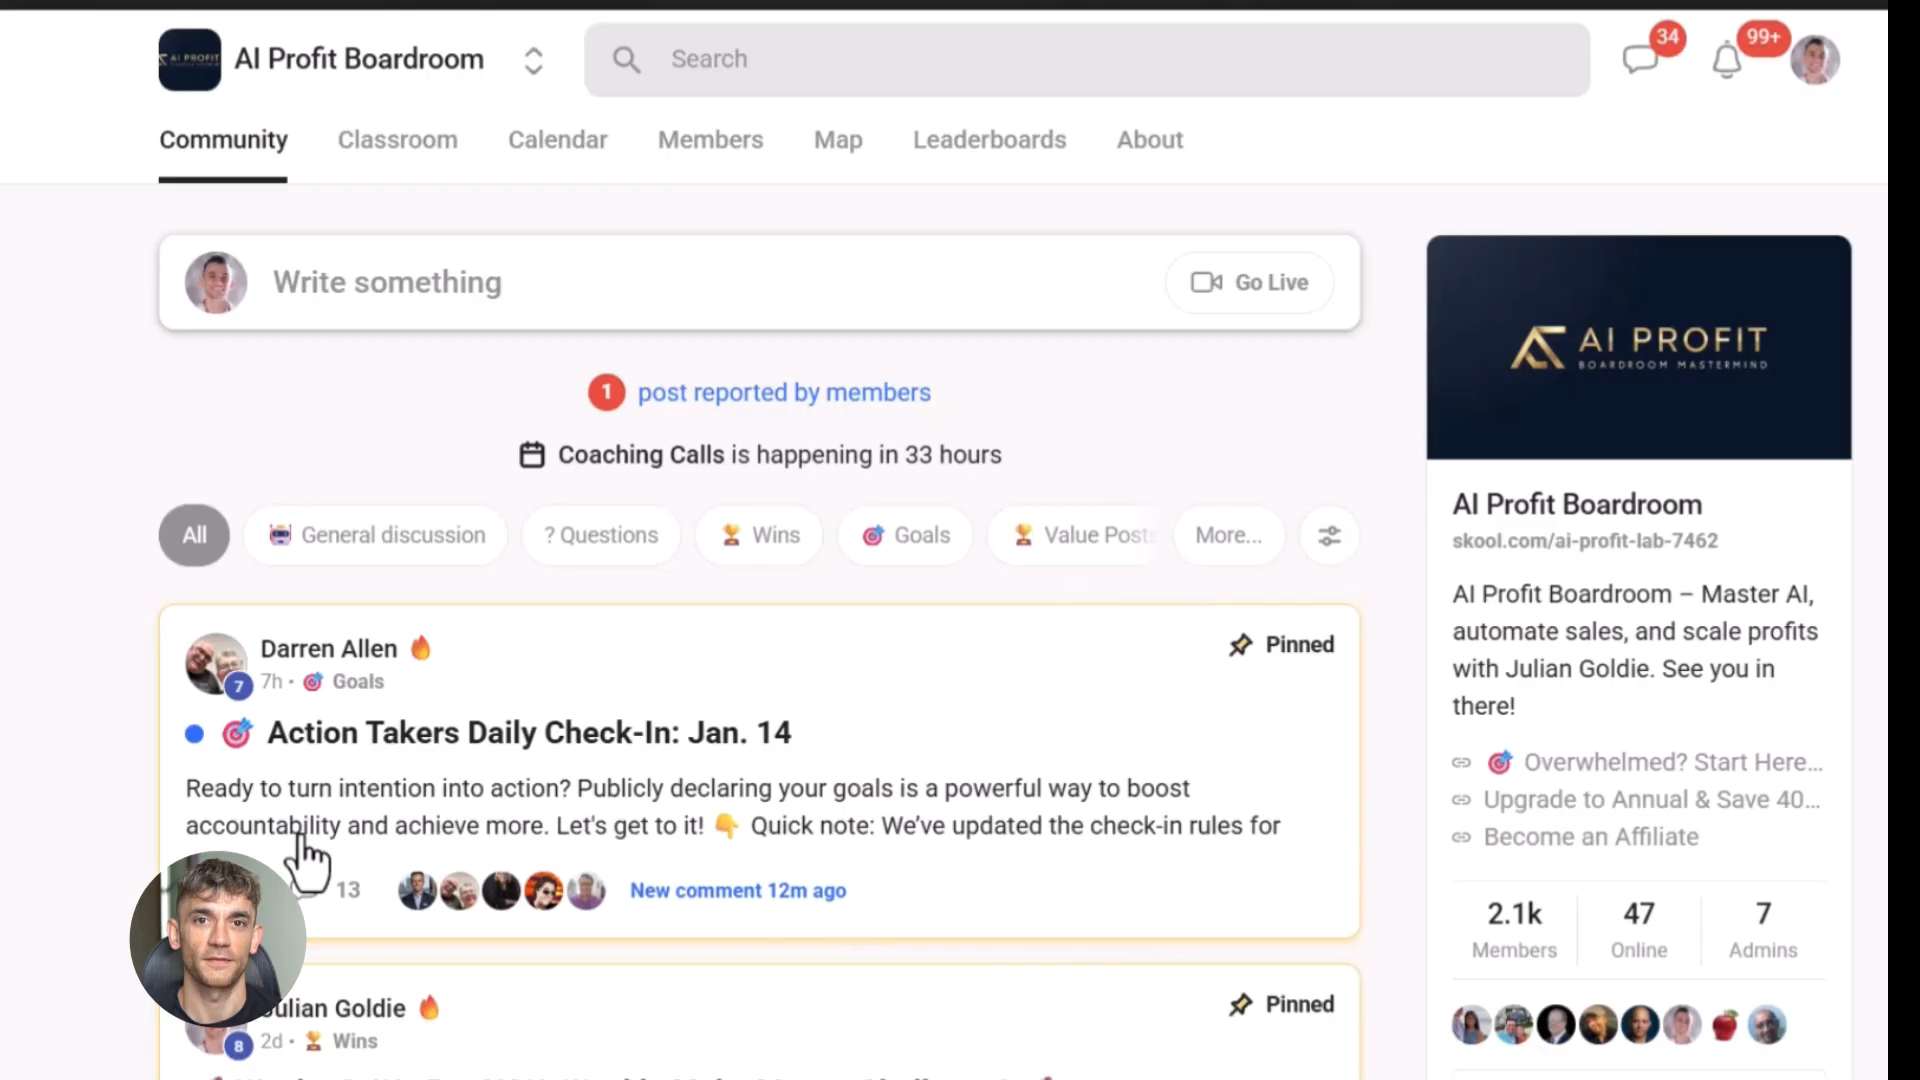 AI PROFIT
AI Profit Boardroom
Search
34
99+
Community
Classroom
Calendar
Members
Map
Leaderboards
About
Write something
Go Live
1 post reported by members
Coaching Calls is happening in 33 hours
All
General discussion
? Questions
Wins
Goals
Value Posts
More...
Darren Allen
Pinned
7
7h • Goals
Action Takers Daily Check-In: Jan. 14
Ready to turn intention into action? Publicly declaring your goals is a powerful way to boost
accountability and achieve more. Let's get to it! 👇 Quick note: We've updated the check-in rules for
13
New comment 12m ago
Julian Goldie
Pinned
8
2d • Wins
AI PROFIT
BOARDROOM MASTERMIND
AI Profit Boardroom
skool.com/ai-profit-lab-7462
AI Profit Boardroom – Master AI,
automate sales, and scale profits
with Julian Goldie. See you in
there!
Overwhelmed? Start Here...
Upgrade to Annual & Save 40...
Become an Affiliate
2.1k
Members
47
Online
7
Admins